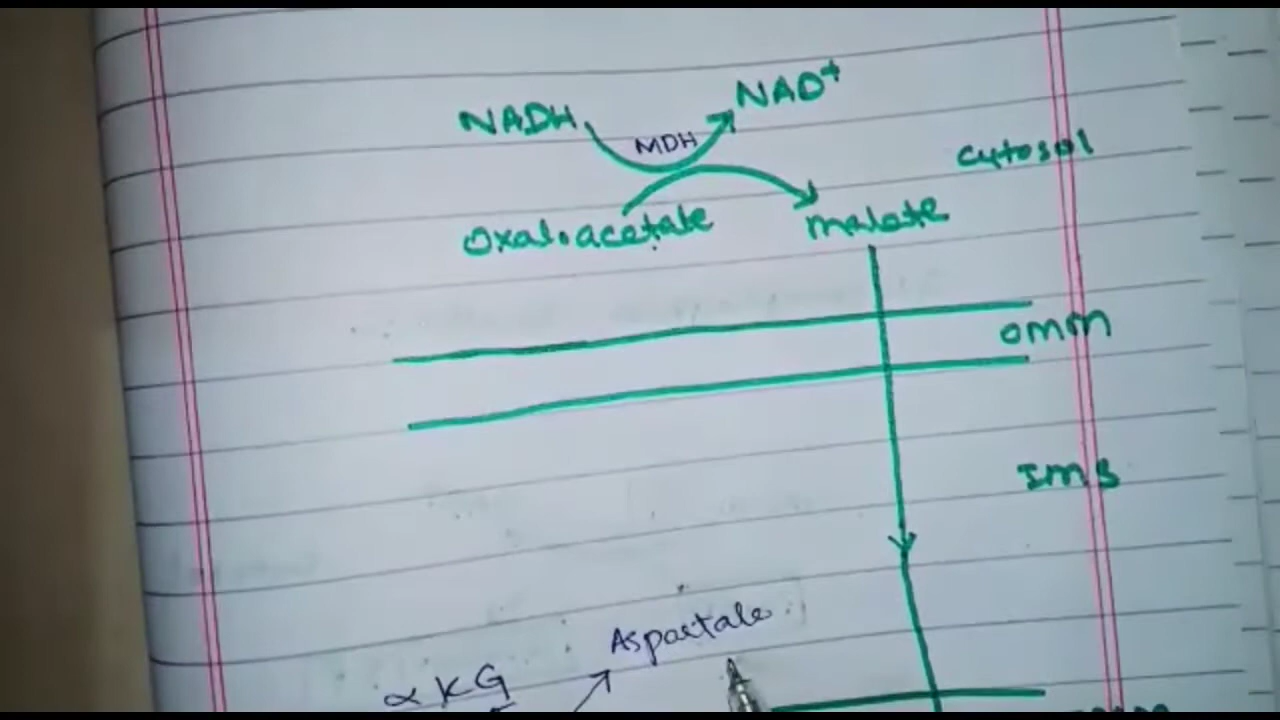 NADH
NAD+
MDH
cytosol
Oxaloacetate
Malate
OMM
IMS
Aspartate
α KG